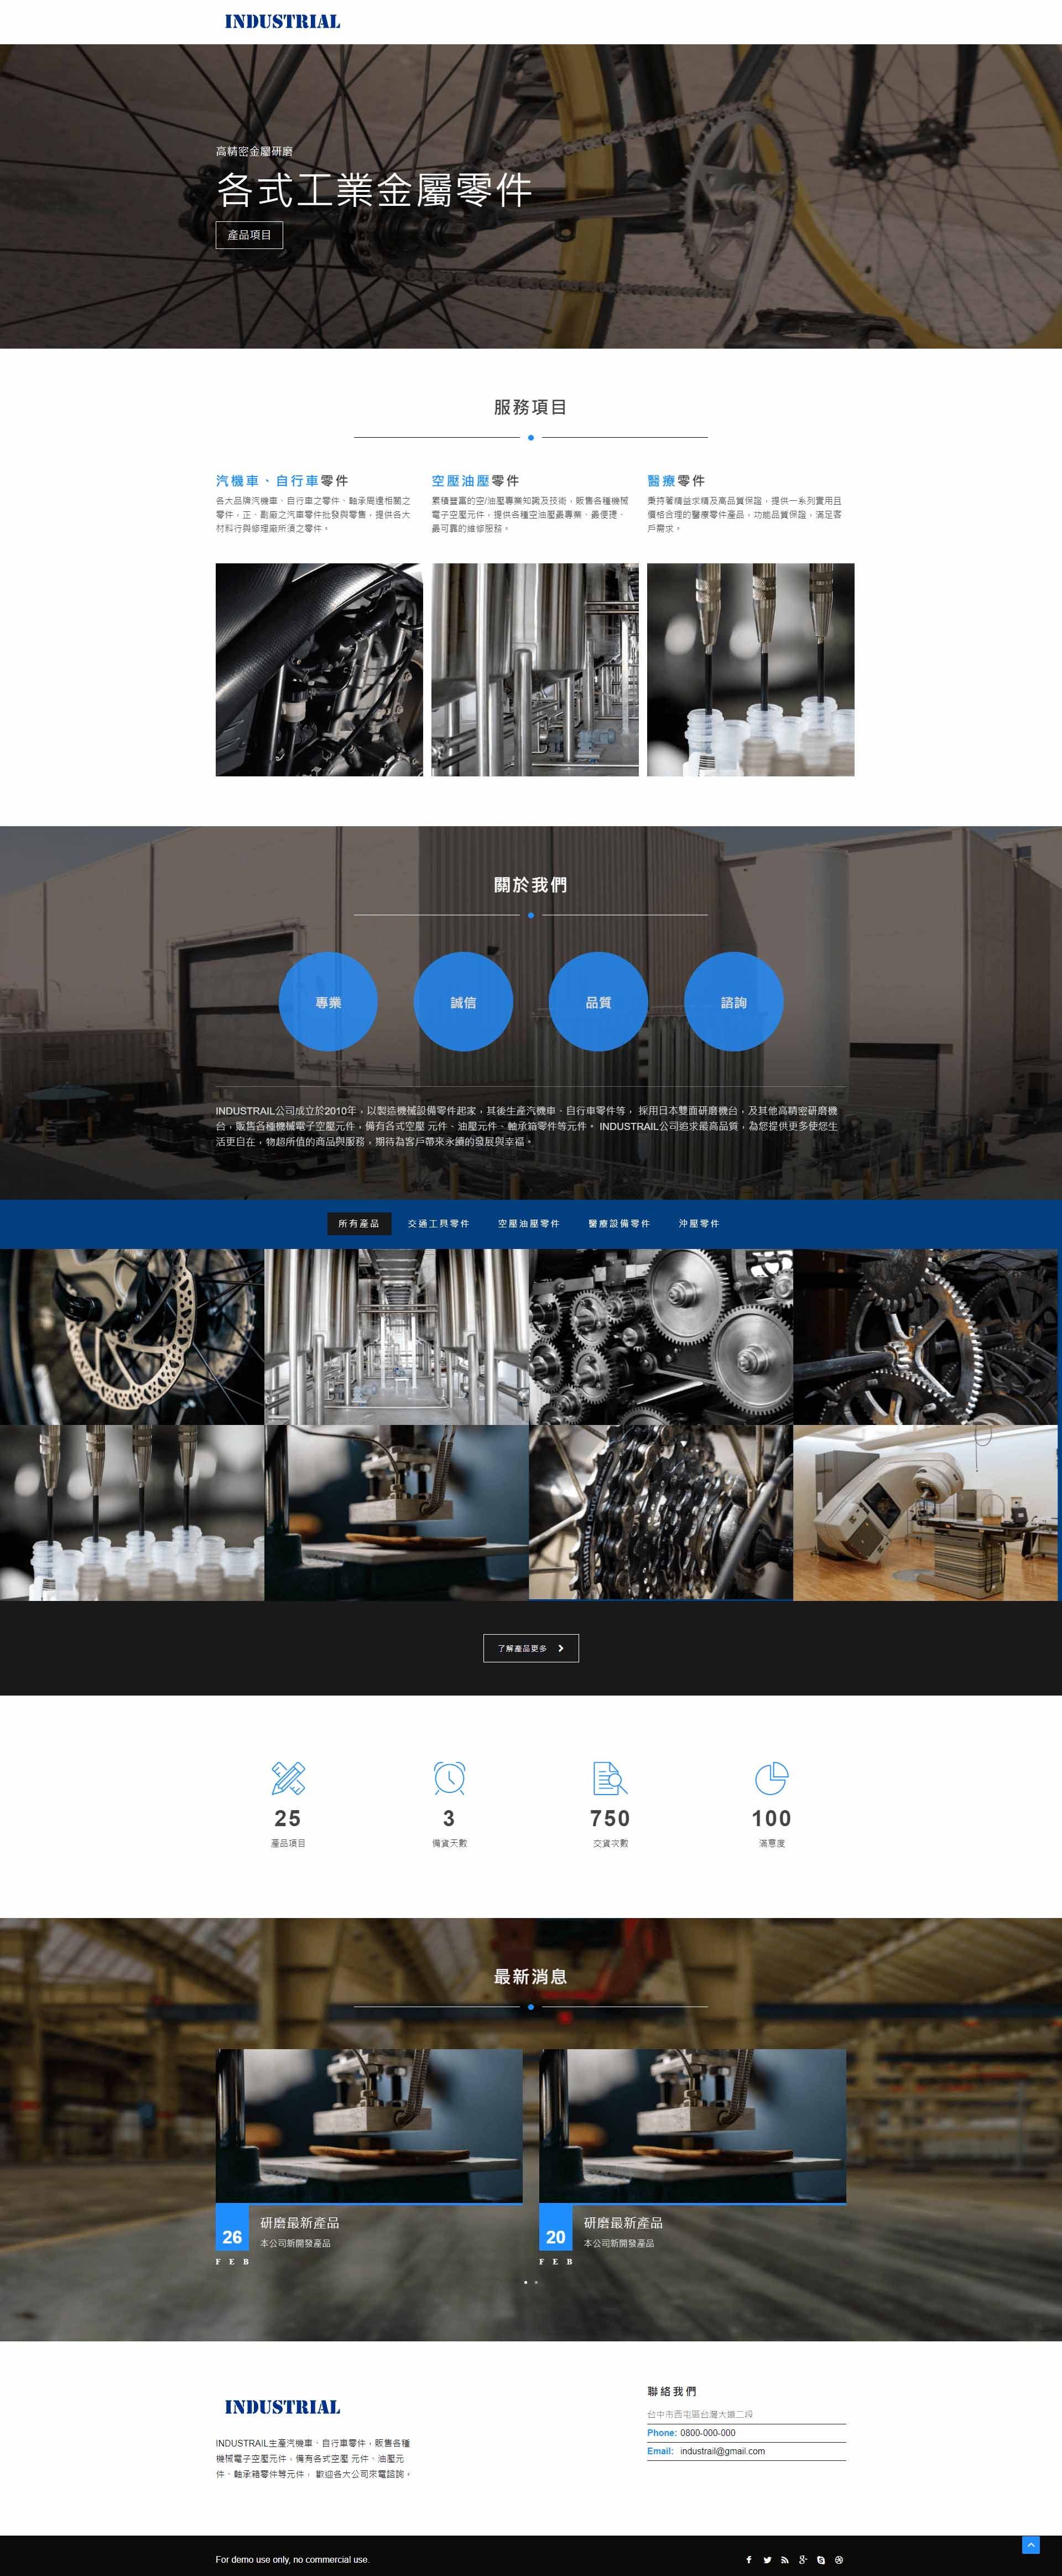 INDUSTRIAL
高精密金屬研磨
各式工業金屬零件
產品項目
服務項目
汽機車、自行車零件
各大品牌汽機車、自行車之零件、軸承周邊相關之
零件，正、副廠之汽車零件批發與零售，提供各大
材料行與修理廠所須之零件。
空壓油壓零件
累積豐富的空/油壓專業知識及技術，販售各種機械
電子空壓元件，提供各種空油壓最專業、最便捷、
最可靠的維修服務。
醫療零件
秉持著精益求精及高品質保證，提供一系列實用且
價格合理的醫療零件產品，功能品質保證，滿足客
戶需求。
關於我們
專業
誠信
品質
諮詢
INDUSTRAIL公司成立於2010年，以製造機械設備零件起家，其後生產汽機車、自行車零件等， 採用日本雙面研磨機台，及其他高精密研磨機
台，販售各種機械電子空壓元件，備有各式空壓 元件、油壓元件、軸承箱零件等元件。 INDUSTRAIL公司追求最高品質，為您提供更多使您生
活更自在，物超所值的商品與服務，期待為客戶帶來永續的發展與幸福。
所有產品
交通工具零件
空壓油壓零件
醫療設備零件
沖壓零件
了解產品更多
25
產品項目
3
備貨天數
750
交貨次數
100
滿意度
最新消息
26
FEB
研磨最新產品
本公司新開發產品
20
FEB
研磨最新產品
本公司新開發產品
INDUSTRIAL
INDUSTRAIL生產汽機車、自行車零件，販售各種
機械電子空壓元件，備有各式空壓 元件、油壓元
件、軸承箱零件等元件， 歡迎各大公司來電諮詢。
聯絡我們
台中市西屯區台灣大道二段
Phone: 0800-000-000
Email: industrail@gmail.com
For demo use only, no commercial use.